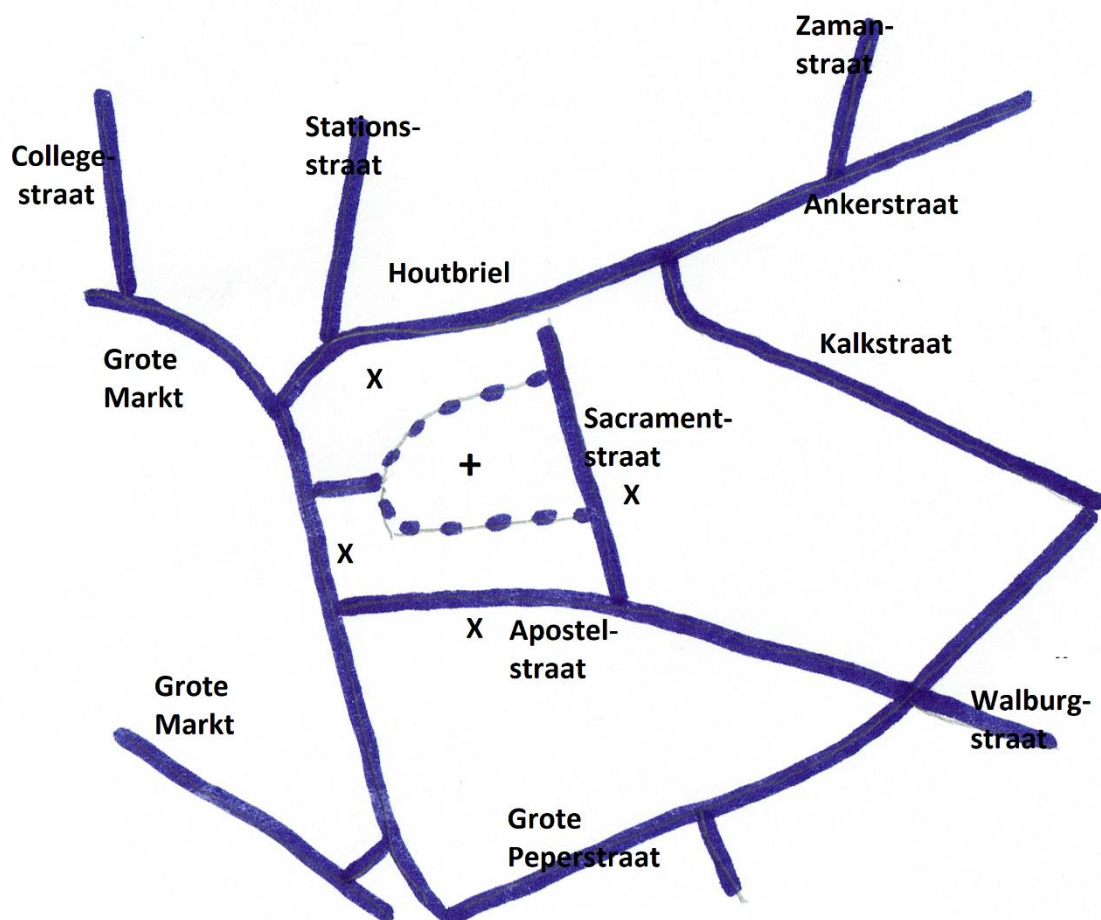 Zaman-
straat
Stations-
straat
College-
straat
Ankerstraat
Houtbriel
Kalkstraat
Grote
Markt
X
Sacrament-
straat
+
X
X
X
Apostel-
straat
Grote
Markt
Walburg-
straat
Grote
Peperstraat